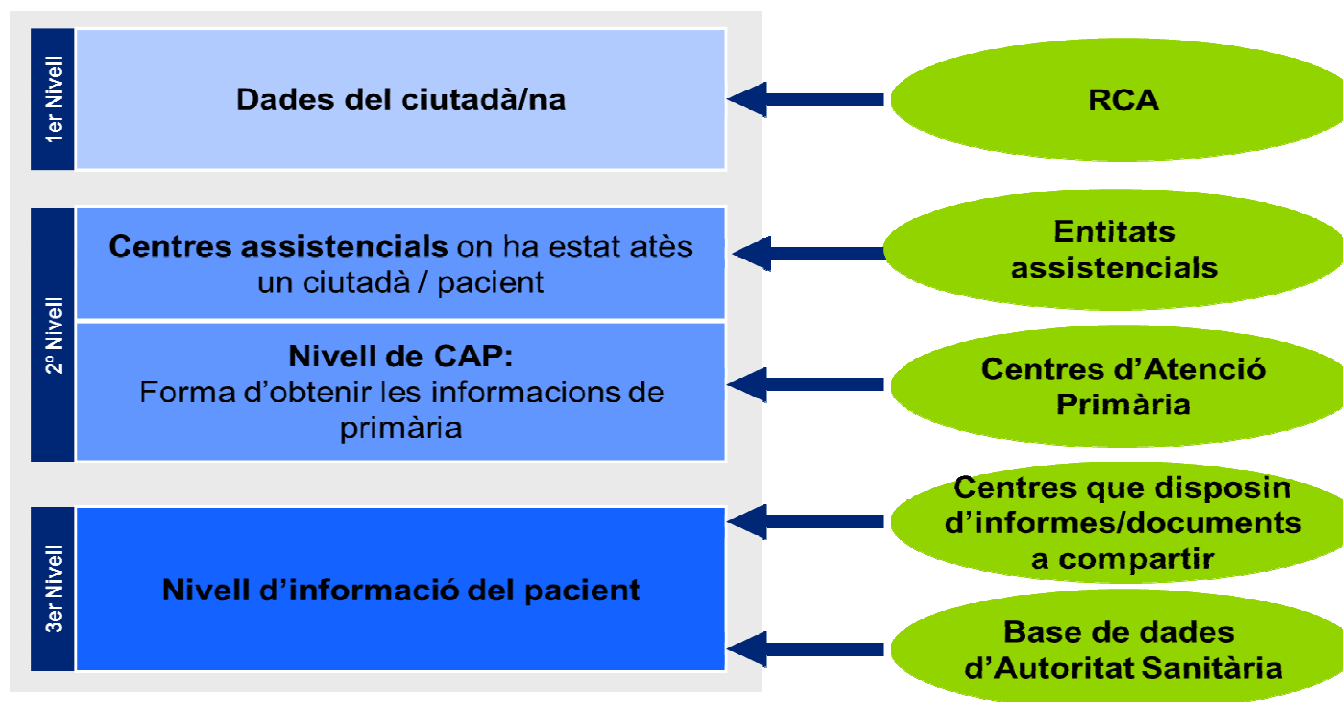 1er Nivell
Dades del ciutadà/na
RCA
2º Nivell
Centres assistencials on ha estat atès
un ciutadà / pacient
Entitats
assistencials
Nivell de CAP:
Forma d’obtenir les informacions de
primària
Centres d’Atenció
Primària
3er Nivell
Nivell d’informació del pacient
Centres que disposin
d’informes/documents
a compartir
Base de dades
d’Autoritat Sanitària